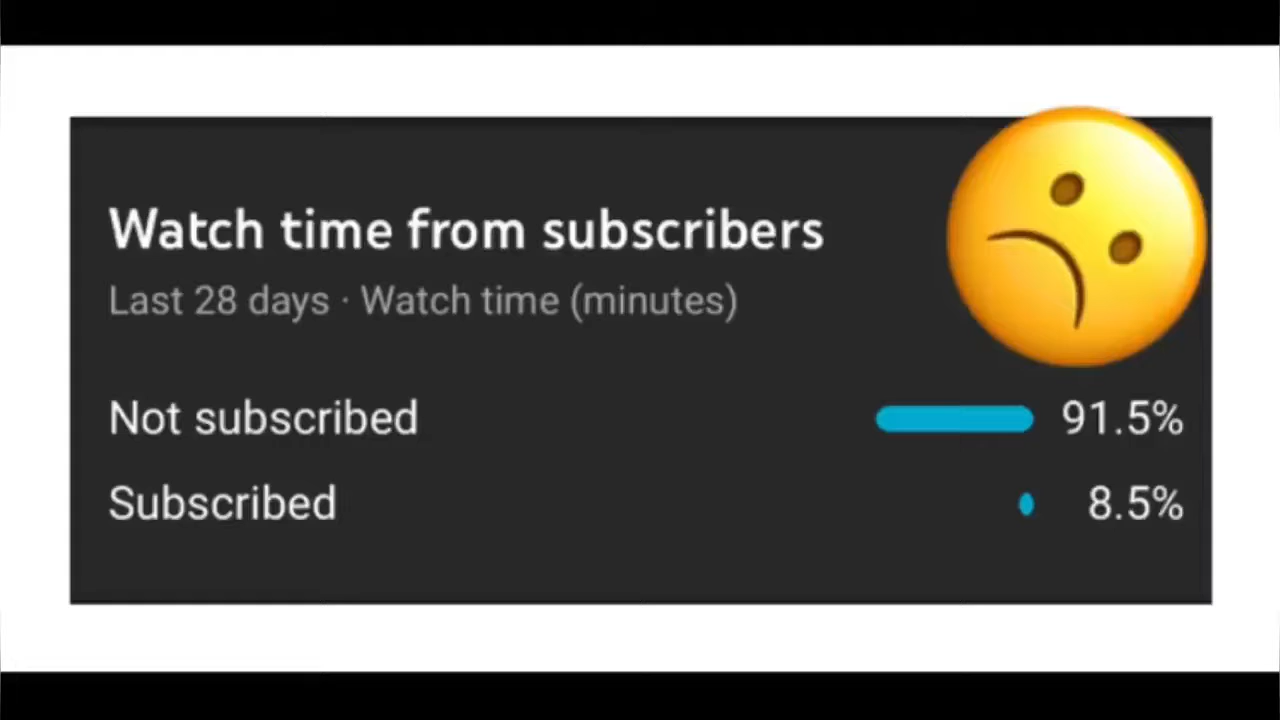 Watch time from subscribers
Last 28 days · Watch time (minutes)
Not subscribed 91.5%
Subscribed 8.5%